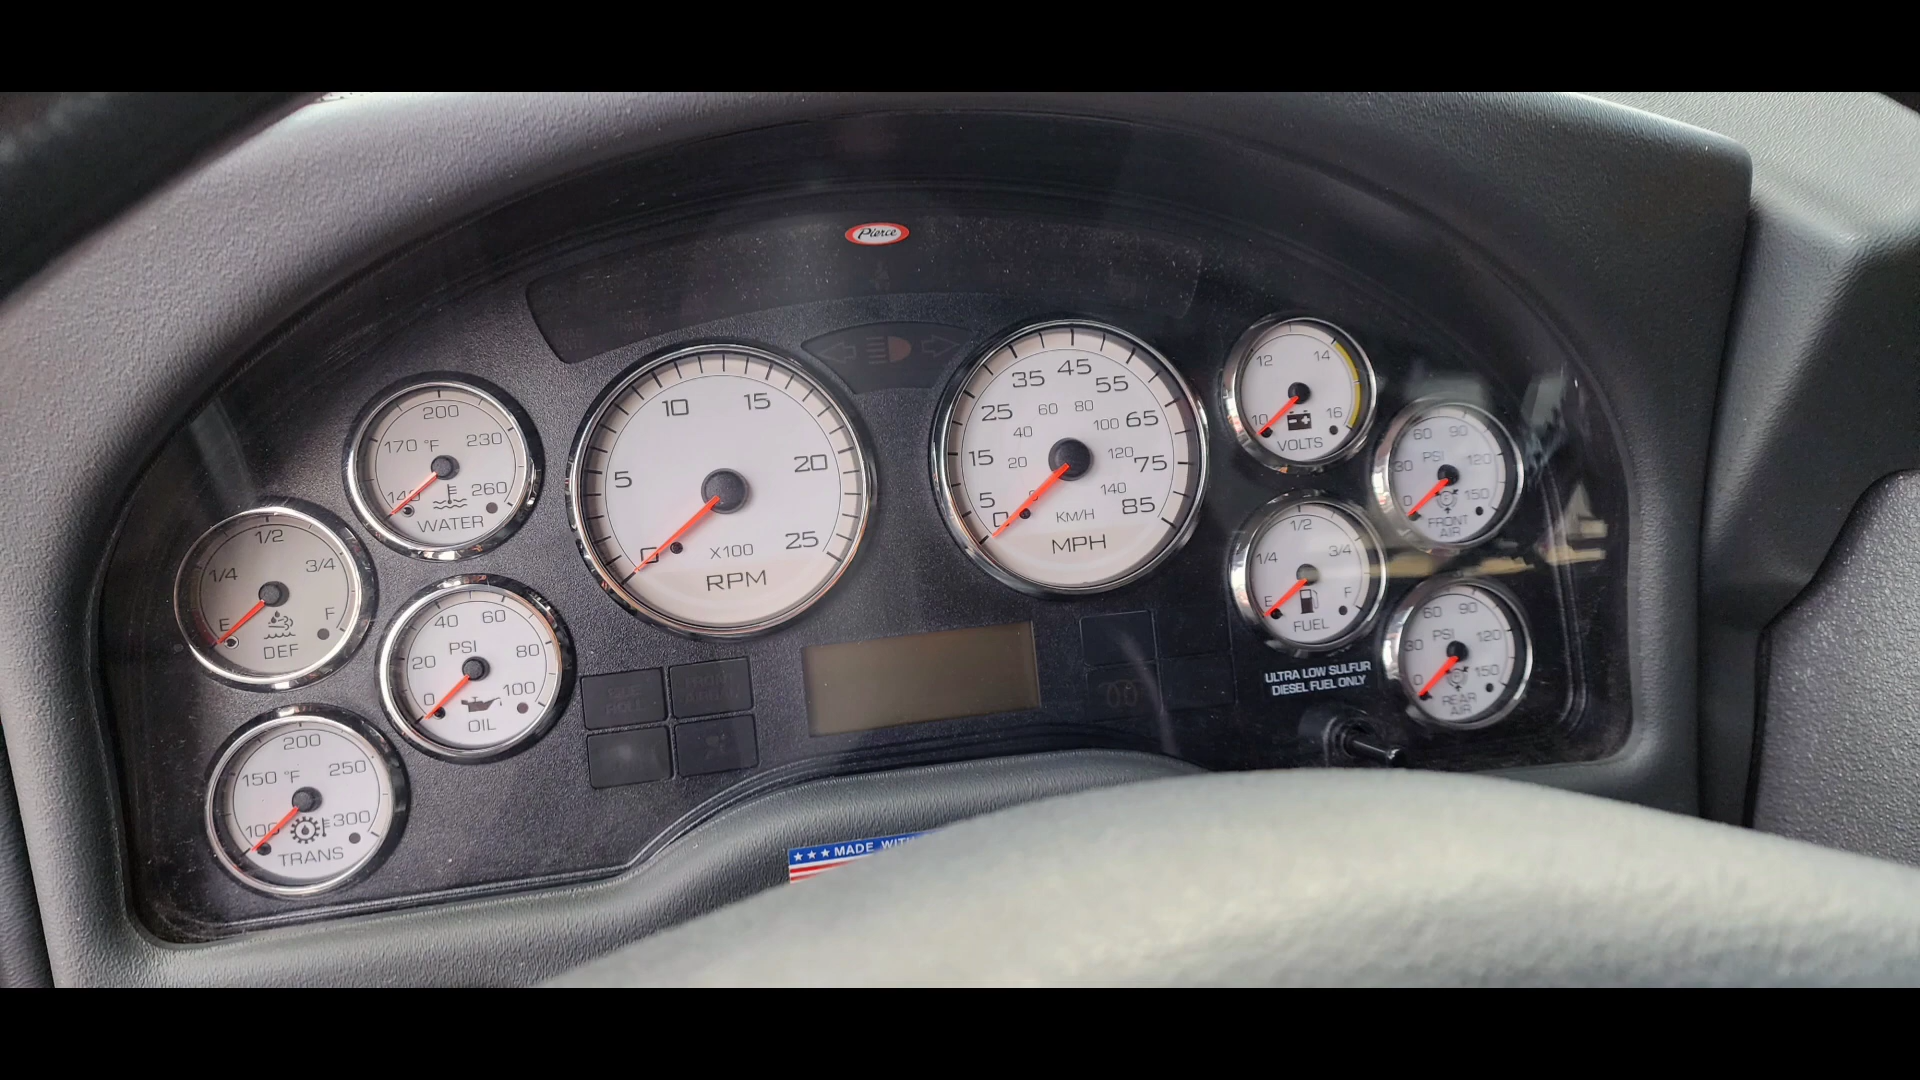 Pierce
200
170 °F 230
140 260
WATER
1/2
1/4 3/4
E F
DEF
40 60
PSI
20 80
0 100
OIL
200
150 °F 250
100 300
TRANS
10 15
5 20
0 25
X100
RPM
35 45 55
25 65
15 75
5 85
0
60 80
40 100
20 120
0 140
KM/H
MPH
12 14
10 16
VOLTS
60 90
PSI
30 120
0 150
FRONT
AIR
1/2
1/4 3/4
E F
FUEL
60 90
PSI
30 120
0 150
REAR
AIR
ULTRA LOW SULFUR
DIESEL FUEL ONLY
MADE WITH